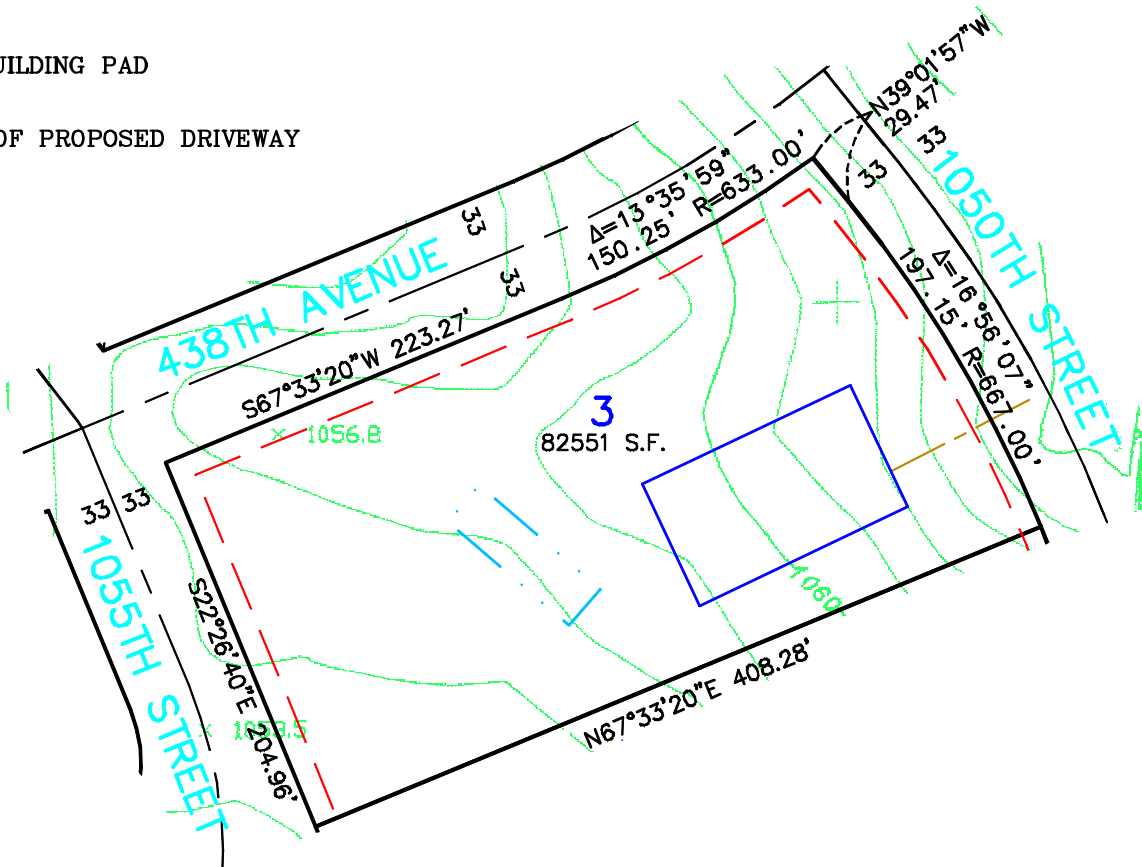 UILDING PAD
OF PROPOSED DRIVEWAY
N39°01'57"W
29.47'
33
33
1050TH STREET
Δ=13°35'59"
150.25' R=633.00'
33
438TH AVENUE
33
S67°33'20"W 223.27'
Δ=16°56'07"
197.15' R=667.00'
3
82551 S.F.
× 1056.8
33 33
1055TH STREET
S22°26'40"E 204.96'
1060
N67°33'20"E 408.28'